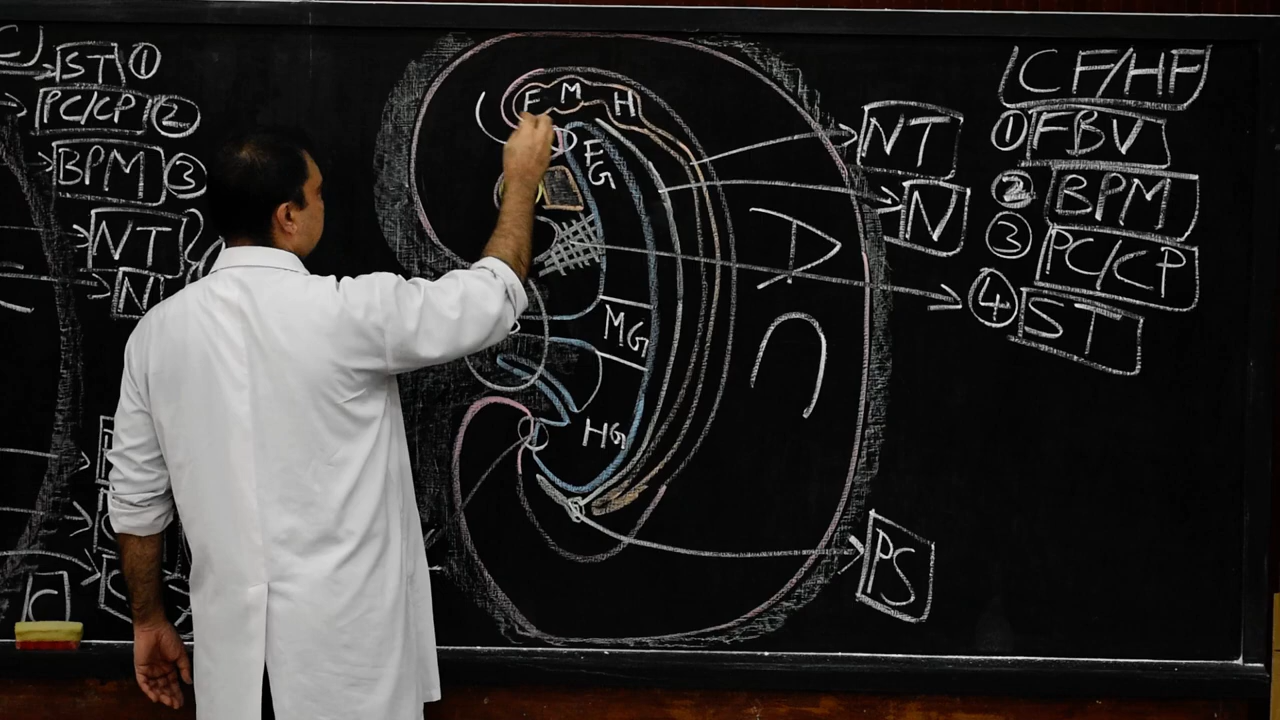 ST ①
PC/CP ②
BPM ③
NT
N
C
F M H
FG
MG
HG
NT
N
PS
CF/HF
① FBV
② BPM
③ PC/CP
④ ST